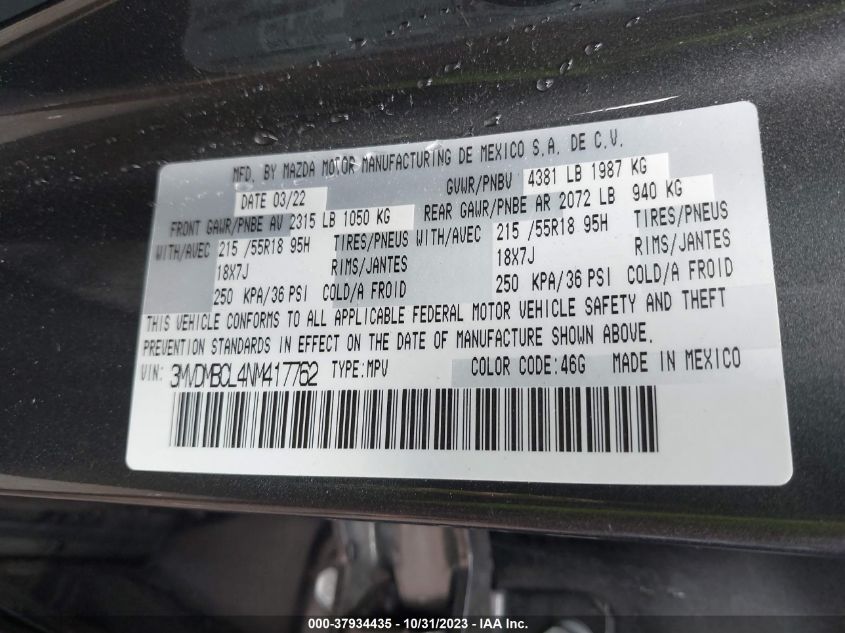 MFD. BY MAZDA MOTOR MANUFACTURING DE MEXICO S.A. DE C.V.
DATE 03/22 GVWR/PNBV 4381 LB 1987 KG
FRONT GAWR/PNBE AV 2315 LB 1050 KG REAR GAWR/PNBE AR 2072 LB 940 KG
WITH/AVEC 215 /55R18 95H TIRES/PNEUS WITH/AVEC 215 /55R18 95H TIRES/PNEUS
18X7J RIMS/JANTES 18X7J RIMS/JANTES
250 KPA/36 PSI COLD/A FROID 250 KPA/36 PSI COLD/A FROID
THIS VEHICLE CONFORMS TO ALL APPLICABLE FEDERAL MOTOR VEHICLE SAFETY AND THEFT
PREVENTION STANDARDS IN EFFECT ON THE DATE OF MANUFACTURE SHOWN ABOVE.
VIN: 3MVDMBCL4NM417762 TYPE:MPV COLOR CODE:46G MADE IN MEXICO
000-37934435 - 10/31/2023 - IAA Inc.